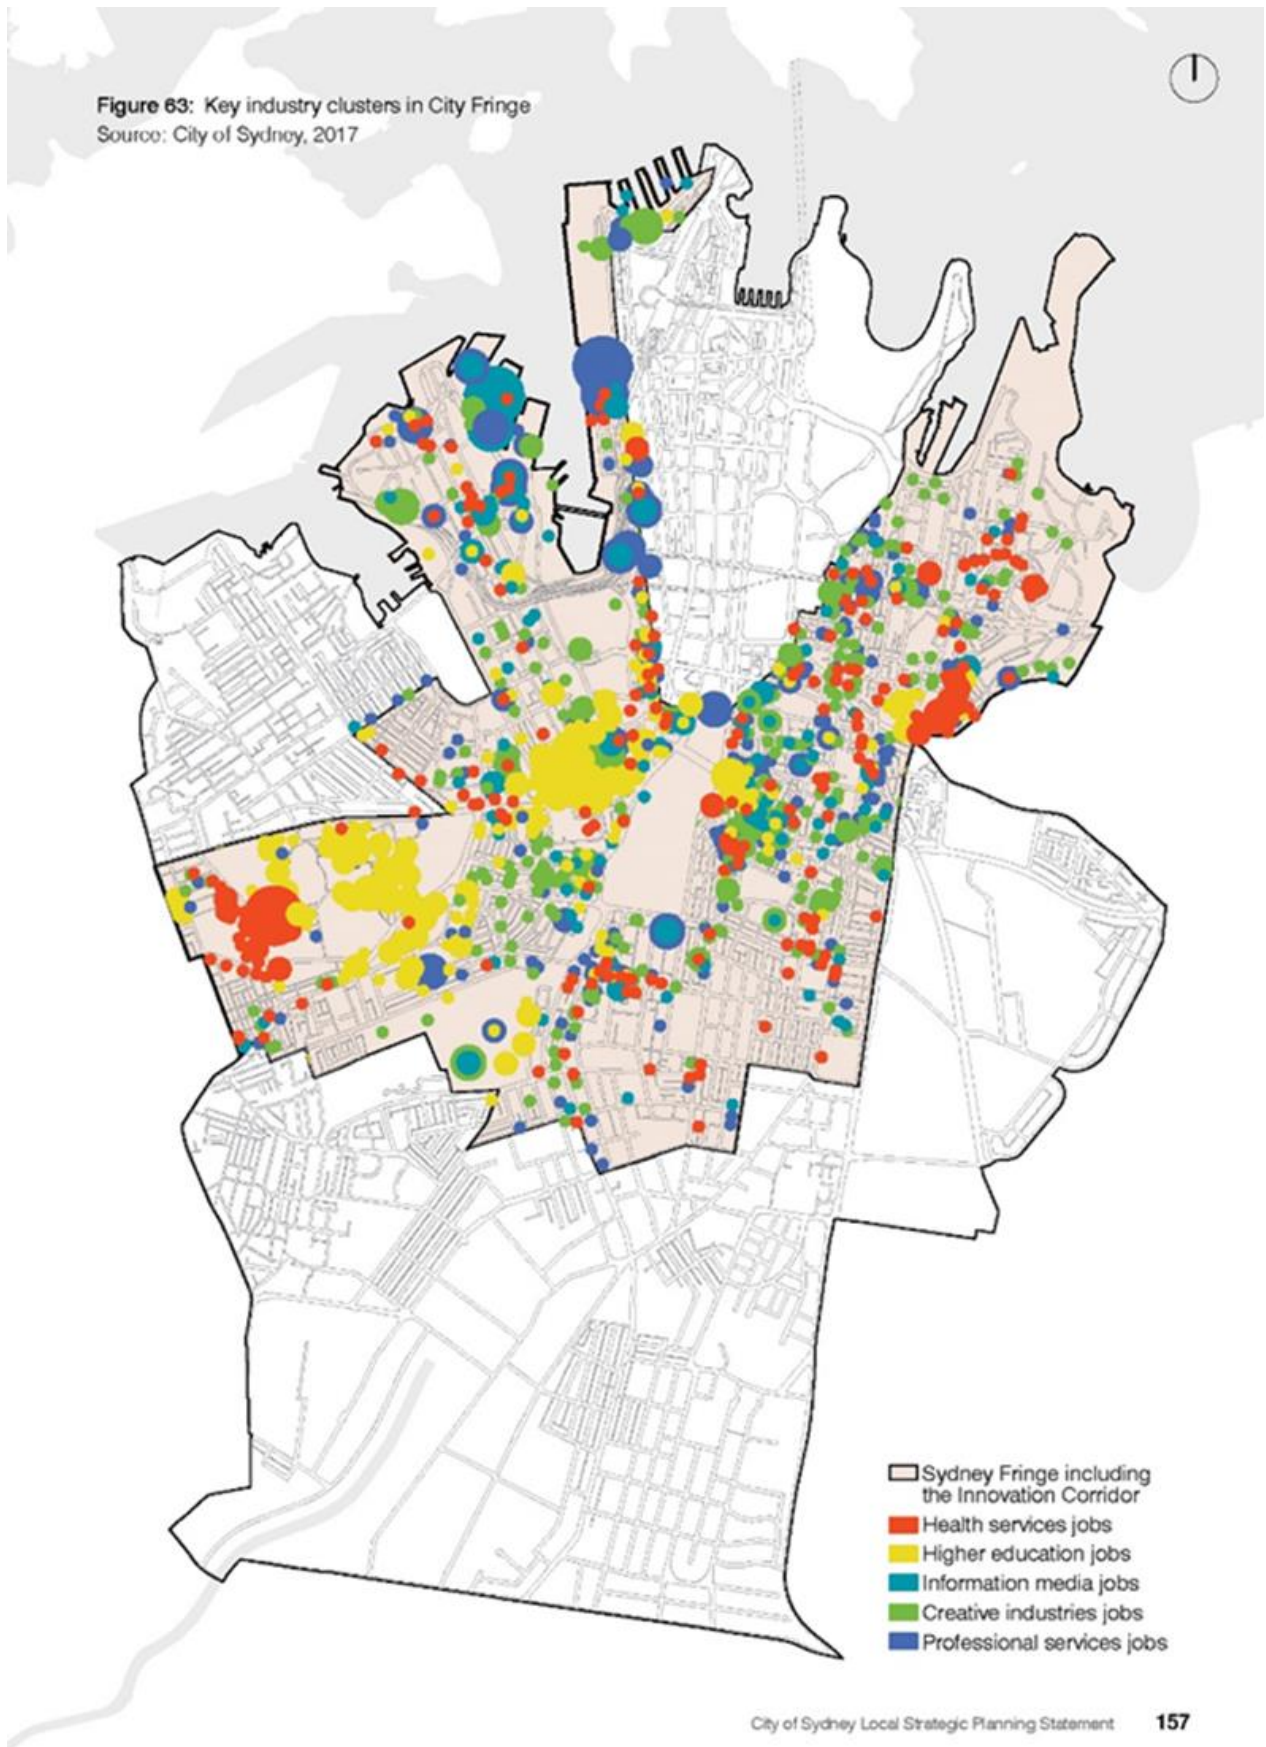 Figure 63: Key industry clusters in City Fringe
Source: City of Sydney, 2017
Sydney Fringe including
the Innovation Corridor
Health services jobs
Higher education jobs
Information media jobs
Creative industries jobs
Professional services jobs
City of Sydney Local Strategic Planning Statement 157